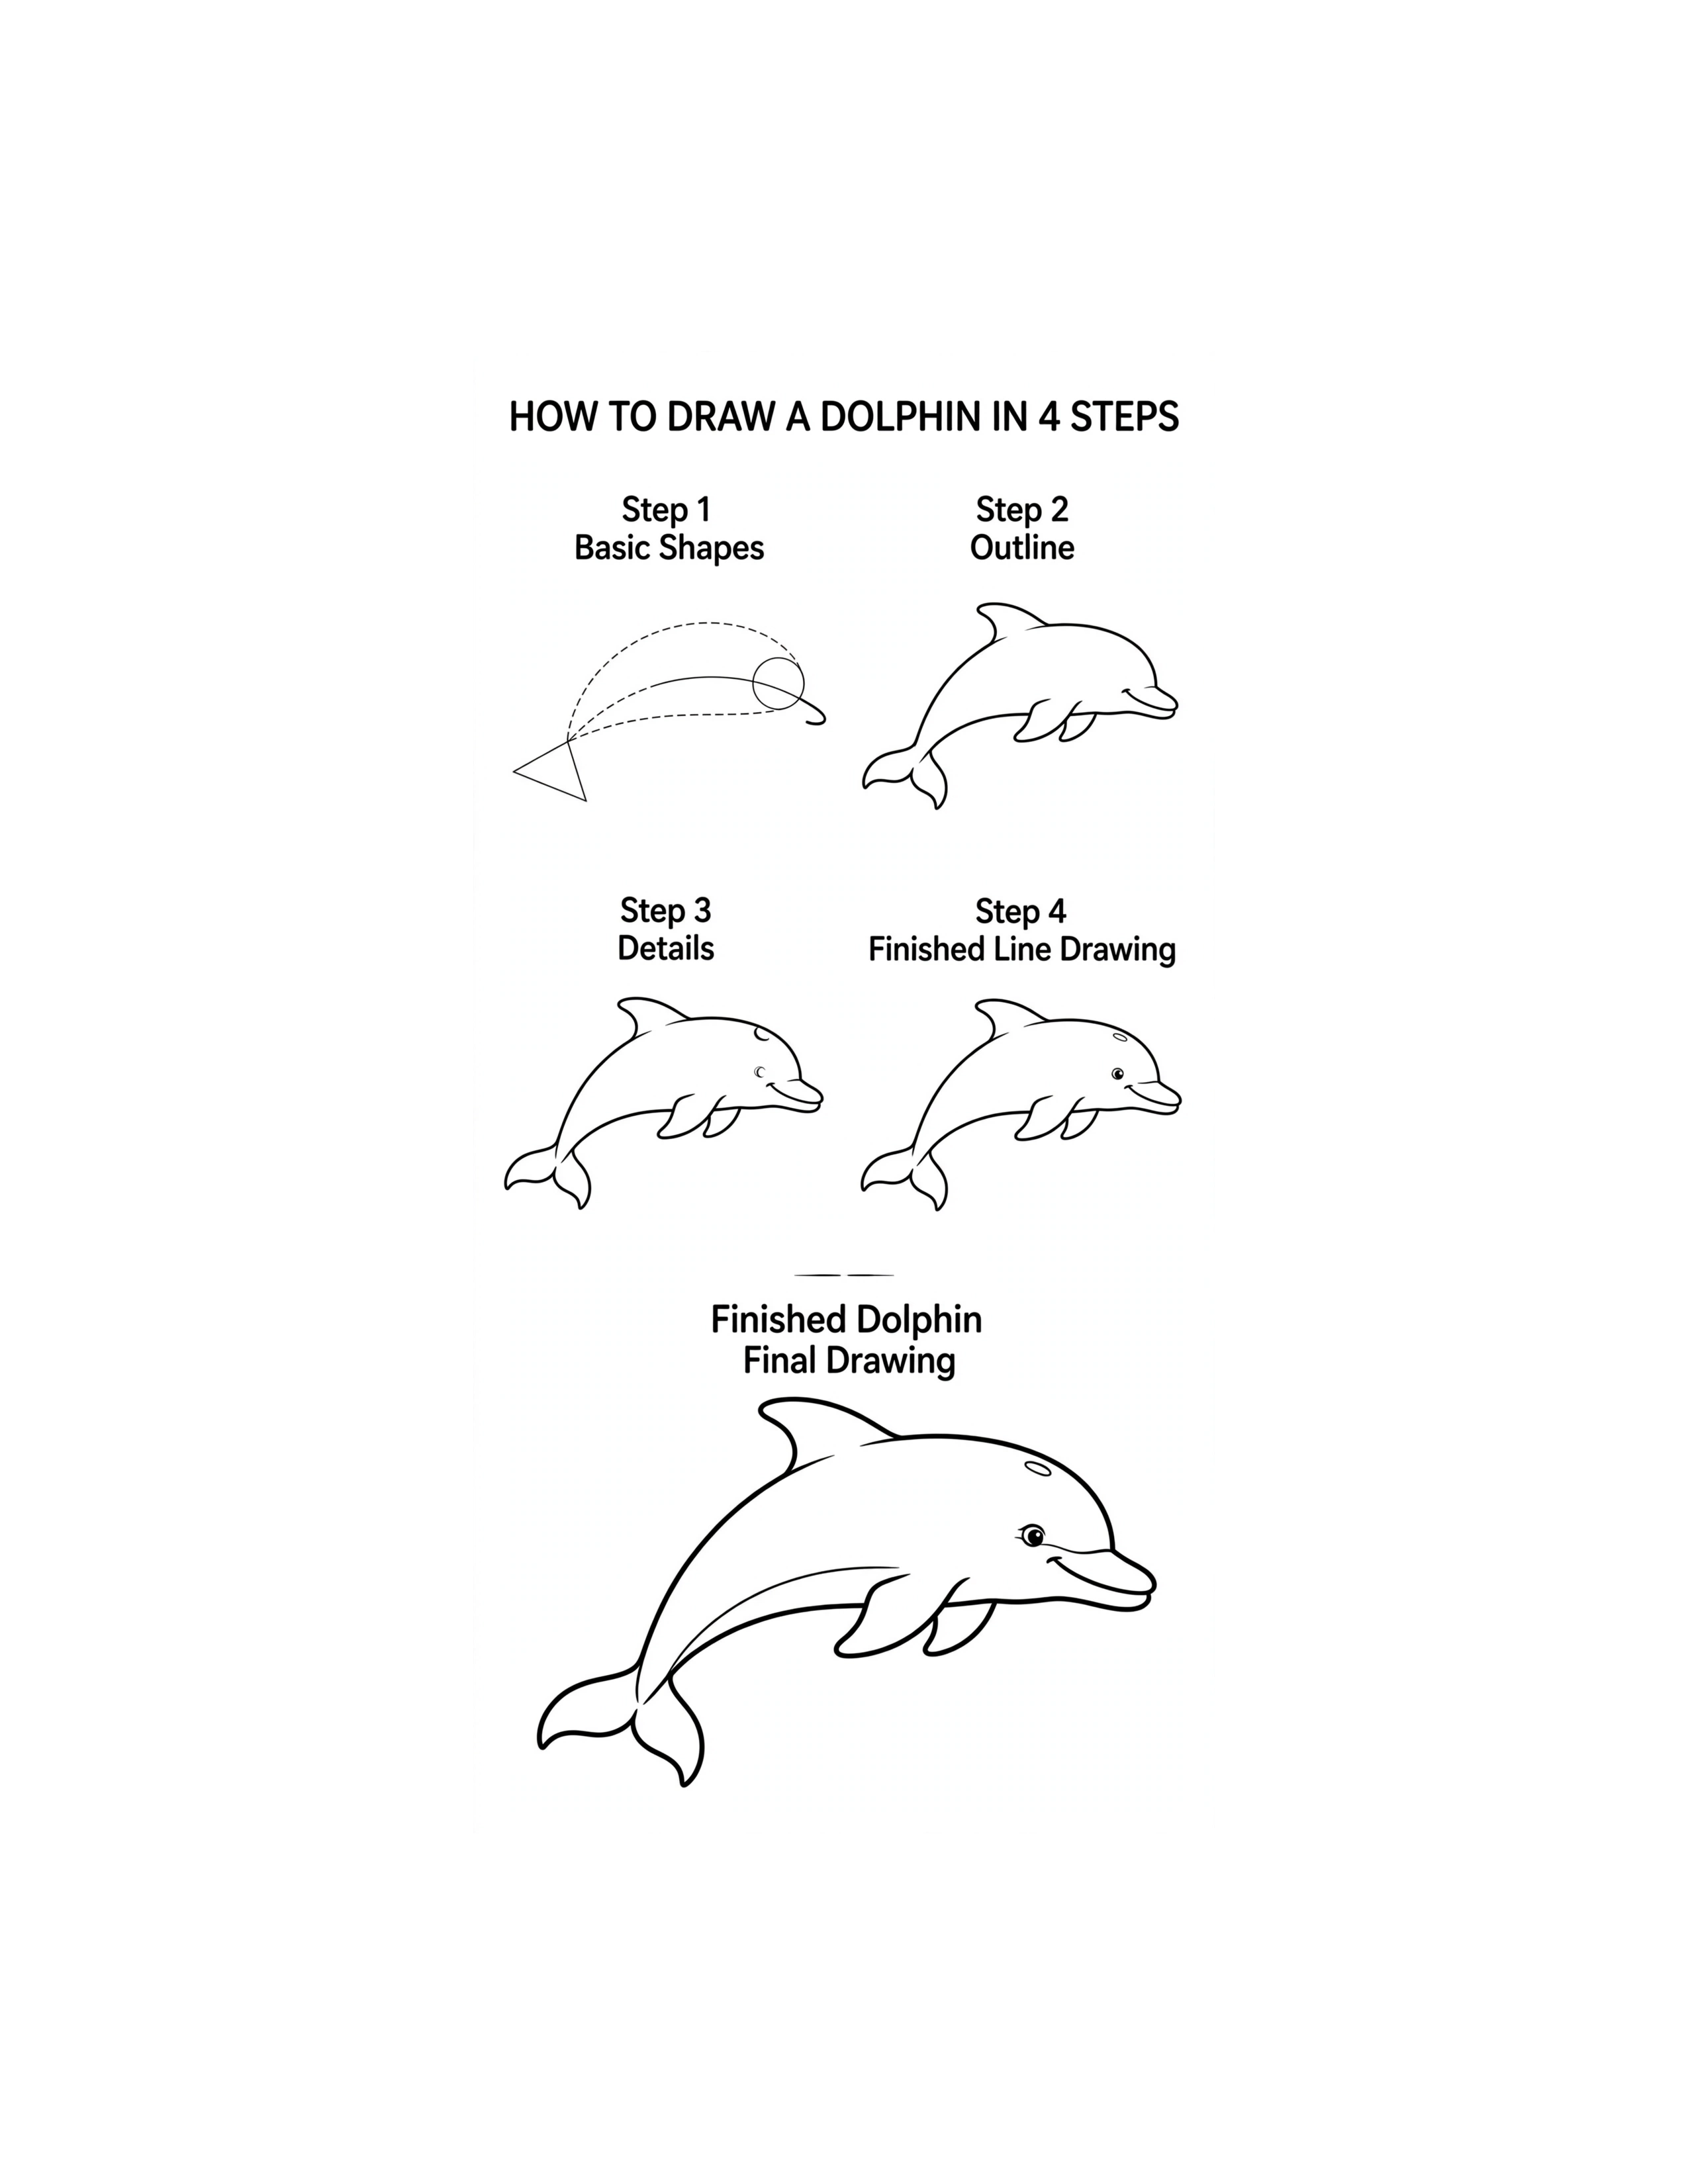 HOW TO DRAW A DOLPHIN IN 4 STEPS
Step 1
Basic Shapes
Step 2
Outline
Step 3
Details
Step 4
Finished Line Drawing
Finished Dolphin
Final Drawing